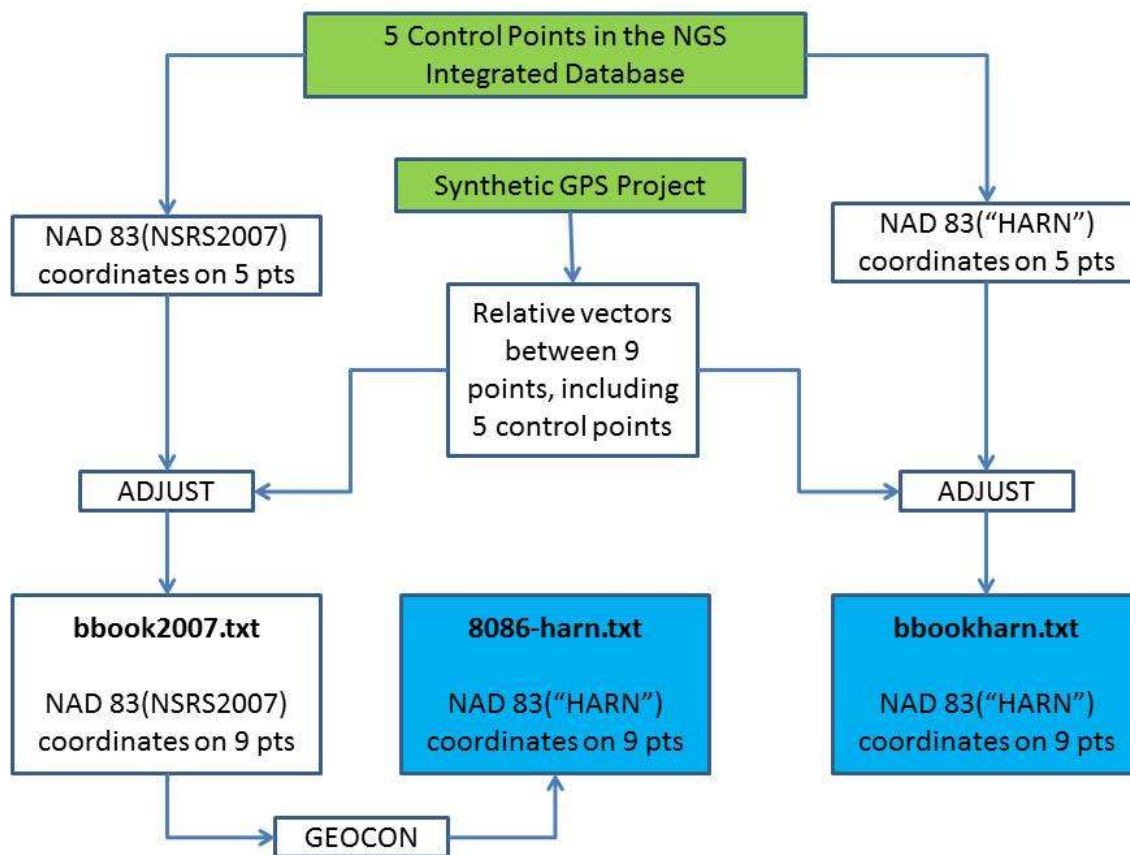 5 Control Points in the NGS
Integrated Database
Synthetic GPS Project
NAD 83(NSRS2007)
coordinates on 5 pts
NAD 83(“HARN”)
coordinates on 5 pts
Relative vectors
between 9
points, including
5 control points
ADJUST
ADJUST
bbook2007.txt
NAD 83(NSRS2007)
coordinates on 9 pts
8086-harn.txt
NAD 83(“HARN”)
coordinates on 9 pts
bbookharn.txt
NAD 83(“HARN”)
coordinates on 9 pts
GEOCON